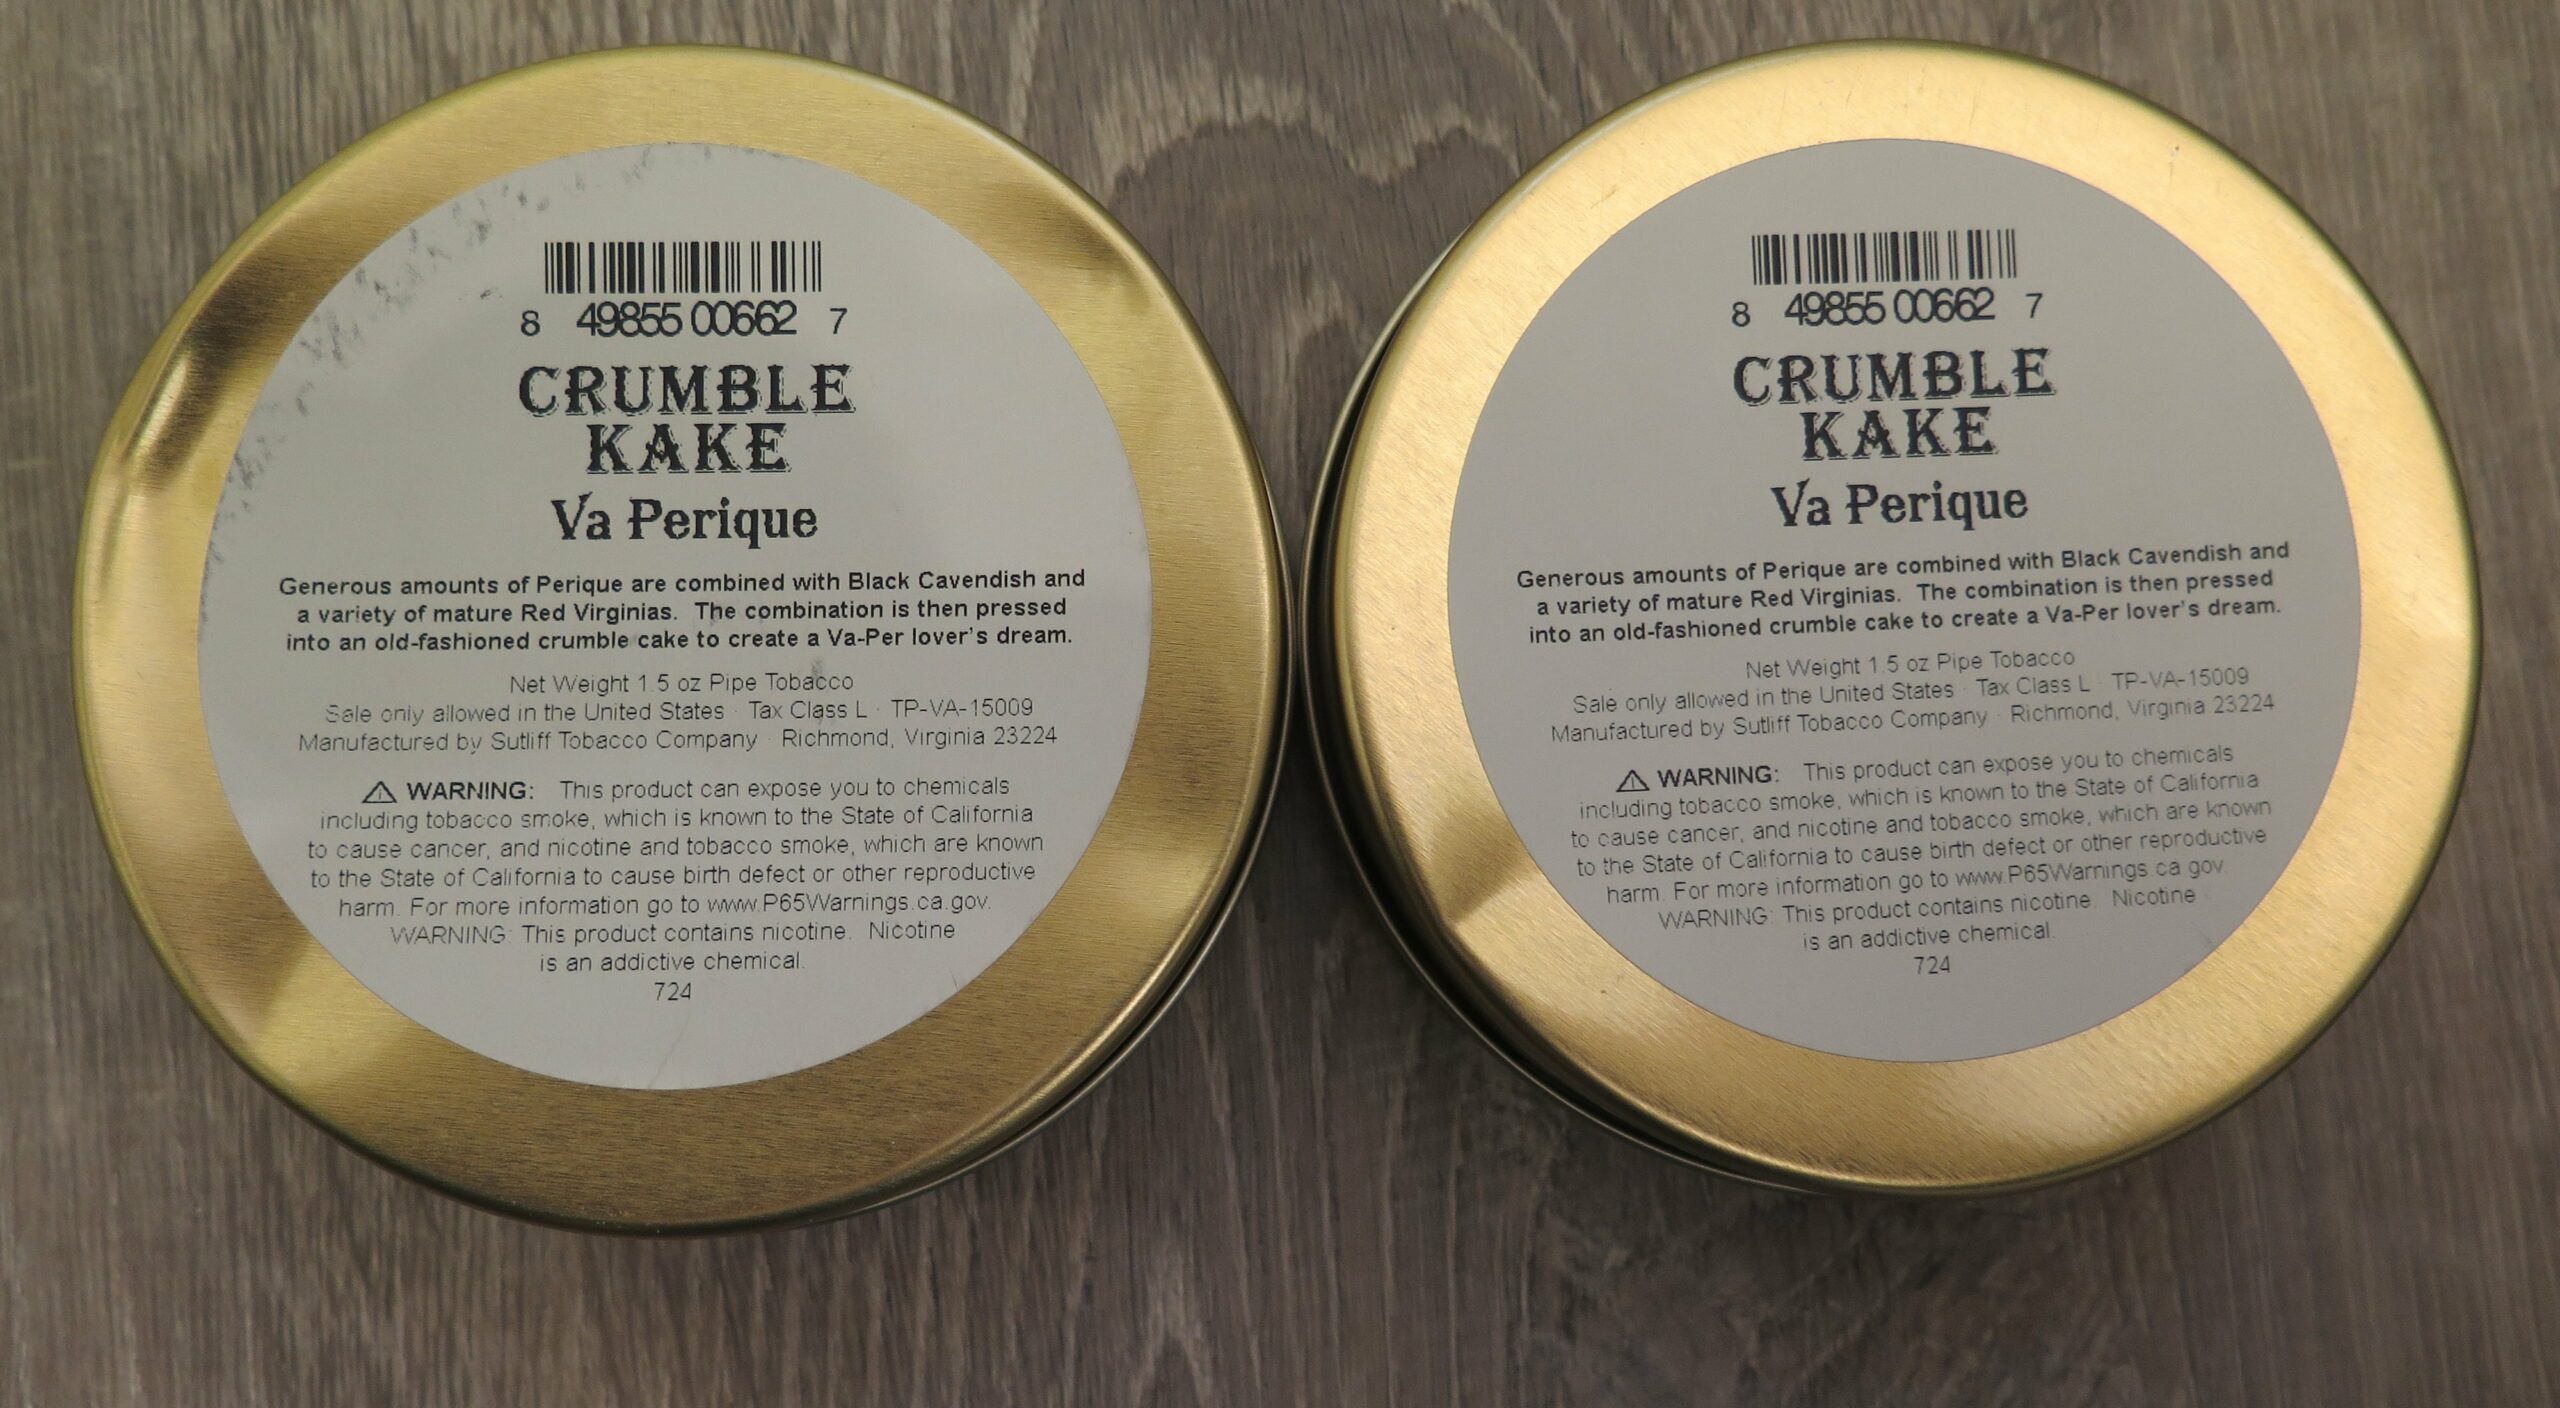 8 49855 00662 7
CRUMBLE
KAKE
Va Perique
Generous amounts of Perique are combined with Black Cavendish and
a variety of mature Red Virginias. The combination is then pressed
into an old-fashioned crumble cake to create a Va-Per lover's dream.
Net Weight 1.5 oz Pipe Tobacco
Sale only allowed in the United States · Tax Class L · TP-VA-15009
Manufactured by Sutliff Tobacco Company · Richmond, Virginia 23224
⚠ WARNING: This product can expose you to chemicals
including tobacco smoke, which is known to the State of California
to cause cancer, and nicotine and tobacco smoke, which are known
to the State of California to cause birth defect or other reproductive
harm. For more information go to www.P65Warnings.ca.gov.
WARNING: This product contains nicotine. Nicotine
is an addictive chemical.
724
8 49855 00662 7
CRUMBLE
KAKE
Va Perique
Generous amounts of Perique are combined with Black Cavendish and
a variety of mature Red Virginias. The combination is then pressed
into an old-fashioned crumble cake to create a Va-Per lover's dream.
Net Weight 1.5 oz Pipe Tobacco
Sale only allowed in the United States · Tax Class L · TP-VA-15009
Manufactured by Sutliff Tobacco Company · Richmond, Virginia 23224
⚠ WARNING: This product can expose you to chemicals
including tobacco smoke, which is known to the State of California
to cause cancer, and nicotine and tobacco smoke, which are known
to the State of California to cause birth defect or other reproductive
harm. For more information go to www.P65Warnings.ca.gov.
WARNING: This product contains nicotine. Nicotine
is an addictive chemical.
724